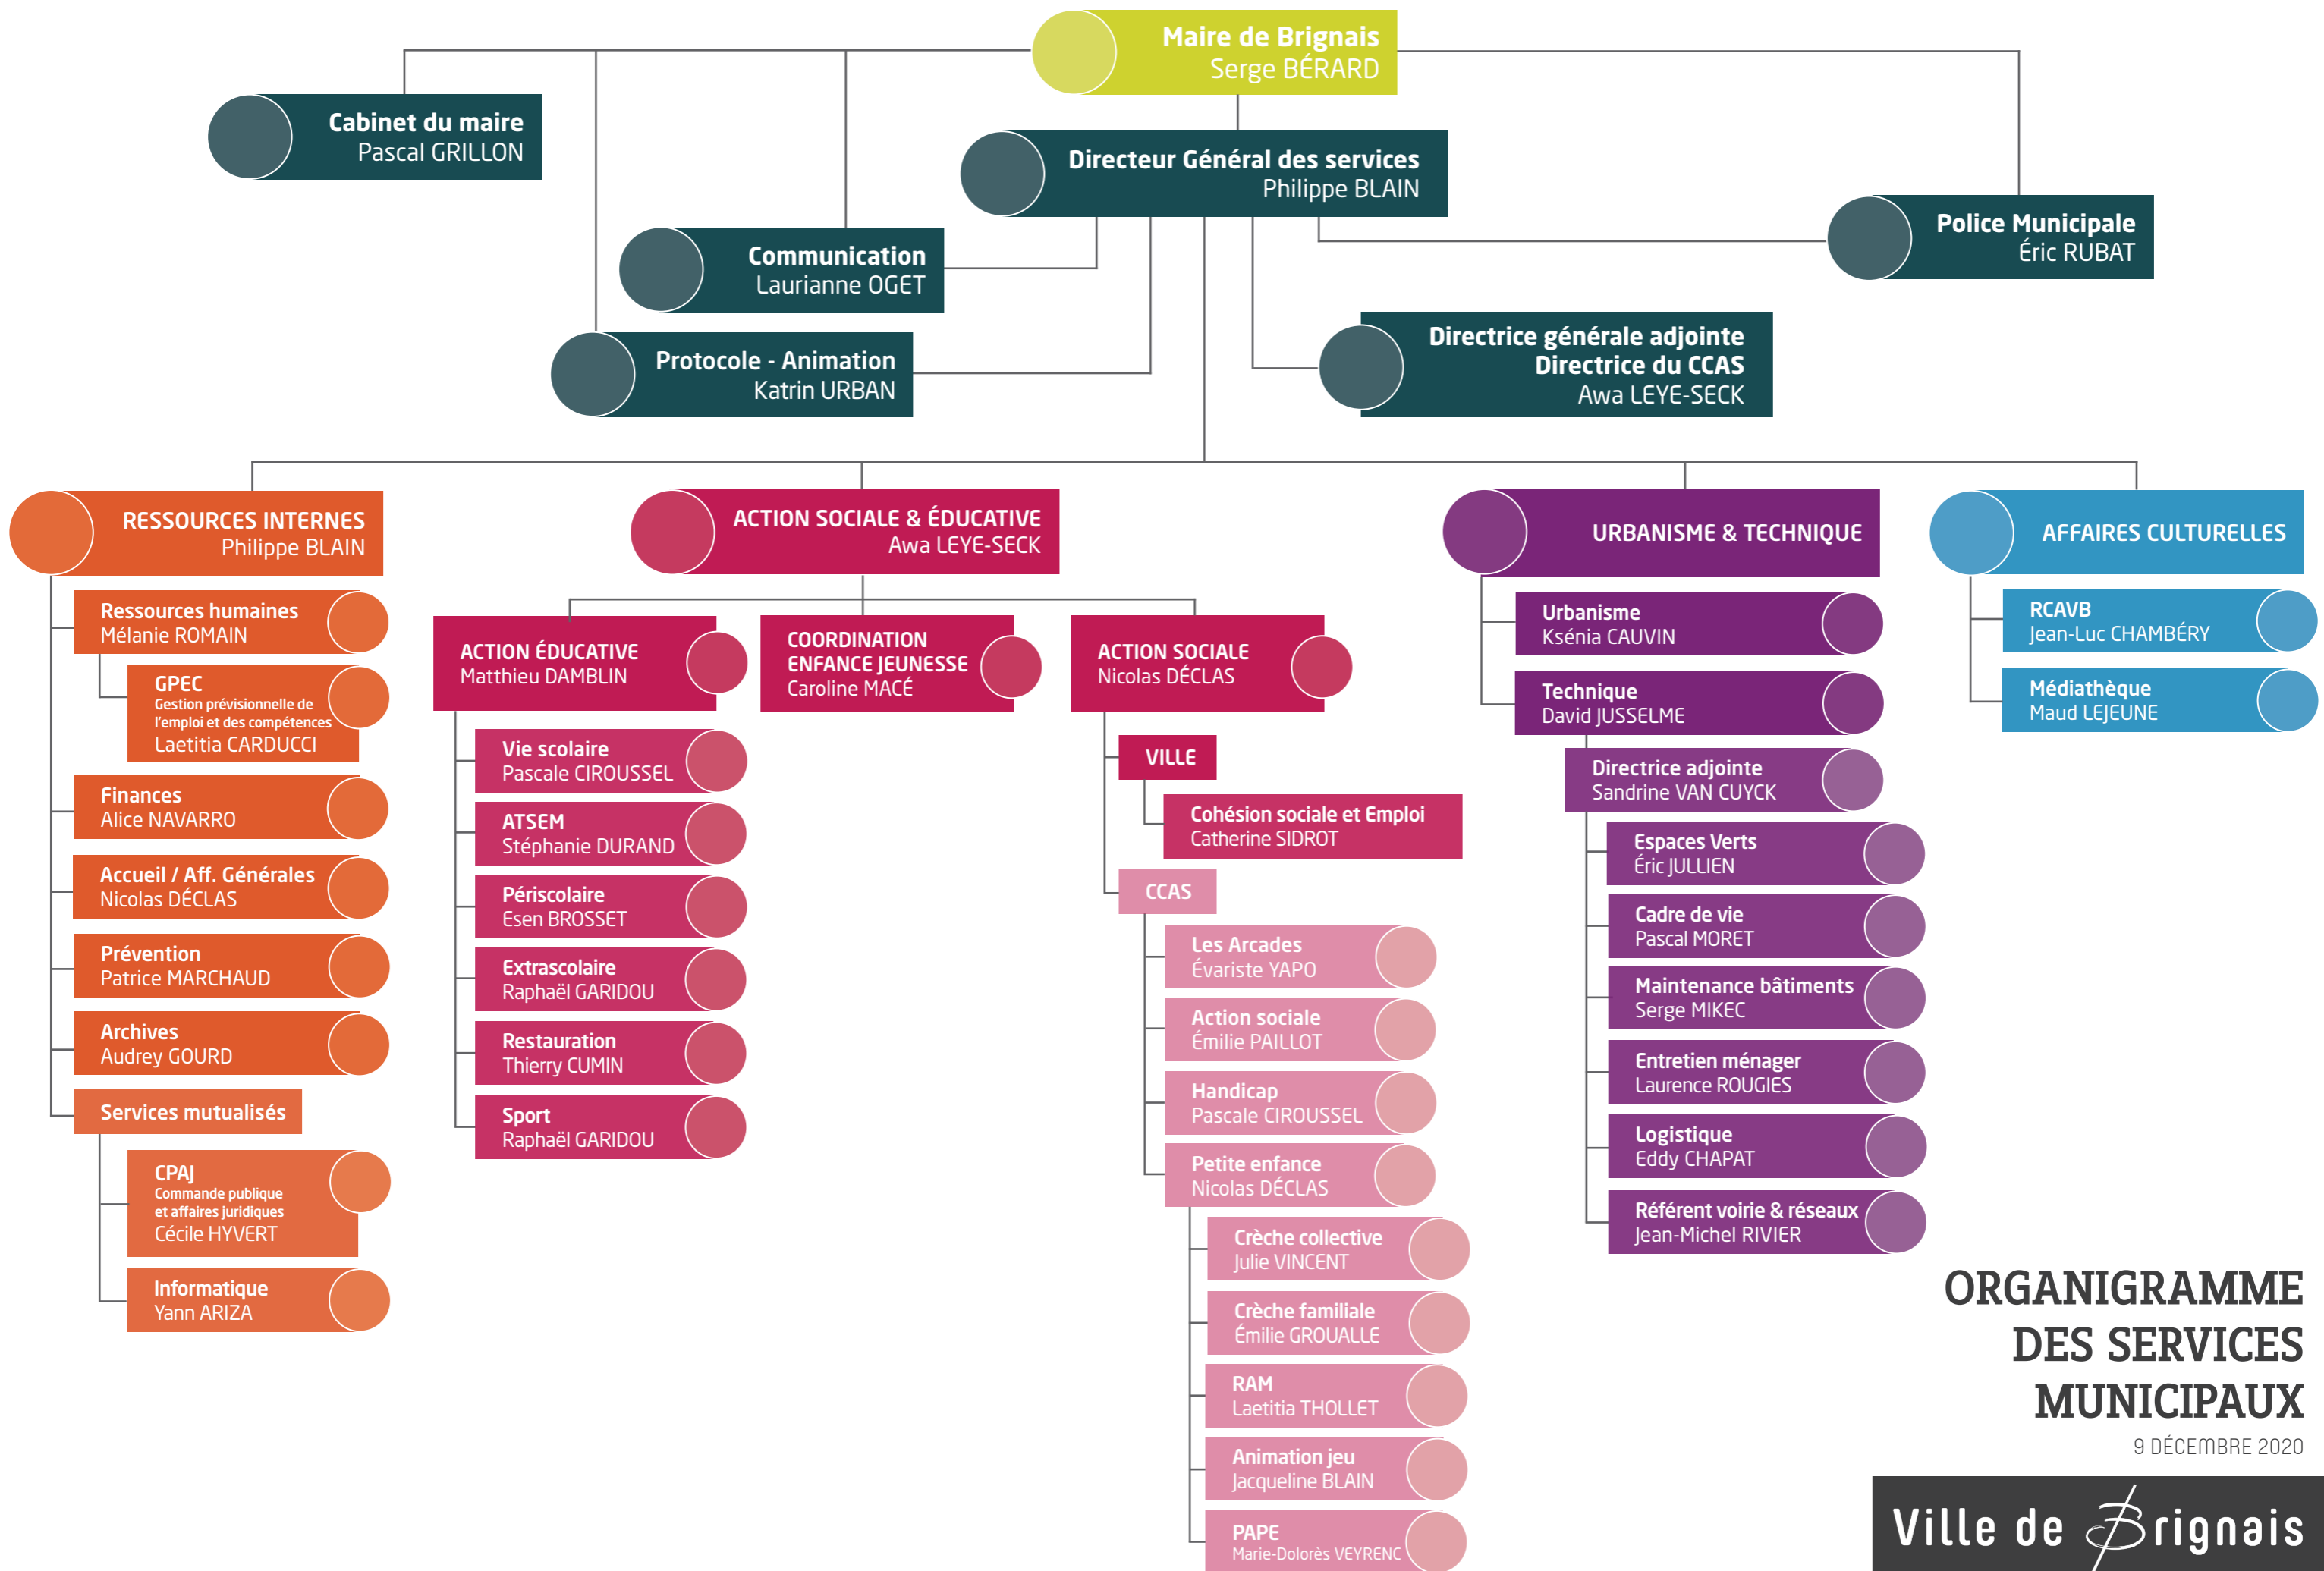 Maire de Brignais
Serge BÉRARD
Cabinet du maire
Pascal GRILLON
Directeur Général des services
Philippe BLAIN
Police Municipale
Éric RUBAT
Communication
Laurianne OGET
Protocole - Animation
Katrin URBAN
Directrice générale adjointe
Directrice du CCAS
Awa LEYE-SECK
RESSOURCES INTERNES
Philippe BLAIN
Ressources humaines
Mélanie ROMAIN
GPEC
Gestion prévisionnelle de
l'emploi et des compétences
Laetitia CARDUCCI
Finances
Alice NAVARRO
Accueil / Aff. Générales
Nicolas DÉCLAS
Prévention
Patrice MARCHAUD
Archives
Audrey GOURD
Services mutualisés
CPAJ
Commande publique
et affaires juridiques
Cécile HYVERT
Informatique
Yann ARIZA
ACTION SOCIALE & ÉDUCATIVE
Awa LEYE-SECK
ACTION ÉDUCATIVE
Matthieu DAMBLIN
Vie scolaire
Pascale CIROUSSEL
ATSEM
Stéphanie DURAND
Périscolaire
Esen BROSSET
Extrascolaire
Raphaël GARIDOU
Restauration
Thierry CUMIN
Sport
Raphaël GARIDOU
COORDINATION
ENFANCE JEUNESSE
Caroline MACÉ
ACTION SOCIALE
Nicolas DÉCLAS
VILLE
Cohésion sociale et Emploi
Catherine SIDROT
CCAS
Les Arcades
Évariste YAPO
Action sociale
Émilie PAILLOT
Handicap
Pascale CIROUSSEL
Petite enfance
Nicolas DÉCLAS
Crèche collective
Julie VINCENT
Crèche familiale
Émilie GROUALLE
RAM
Laetitia THOLLET
Animation jeu
Jacqueline BLAIN
PAPE
Marie-Dolorès VEYRENC
URBANISME & TECHNIQUE
Urbanisme
Ksénia CAUVIN
Technique
David JUSSELME
Directrice adjointe
Sandrine VAN CUYCK
Espaces Verts
Éric JULLIEN
Cadre de vie
Pascal MORET
Maintenance bâtiments
Serge MIKEC
Entretien ménager
Laurence ROUGIES
Logistique
Eddy CHAPAT
Référent voirie & réseaux
Jean-Michel RIVIER
AFFAIRES CULTURELLES
RCAVB
Jean-Luc CHAMBÉRY
Médiathèque
Maud LEJEUNE
ORGANIGRAMME
DES SERVICES
MUNICIPAUX
9 DÉCEMBRE 2020
Ville de Brignais